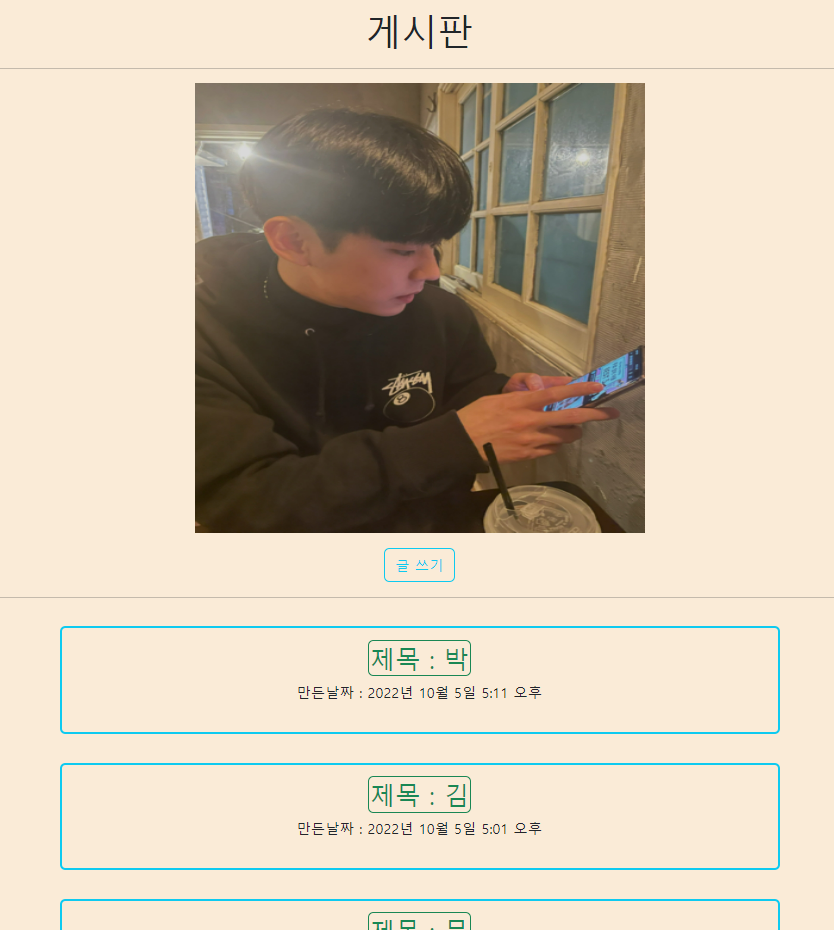 게시판
글 쓰기
제목 : 박
만든날짜 : 2022년 10월 5일 5:11 오후
제목 : 김
만든날짜 : 2022년 10월 5일 5:01 오후
제목 :